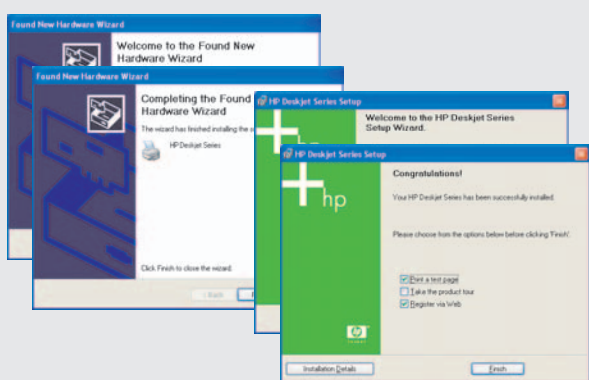 Found New Hardware Wizard
Welcome to the Found New
Hardware Wizard
Found New Hardware Wizard
Completing the Found
Hardware Wizard
The wizard has finished installing the
HP Deskjet Series
Click Finish to close the wizard.
< Back
HP Deskjet Series Setup
Welcome to the HP Deskjet Series
Setup Wizard.
HP Deskjet Series Setup
hp
Congratulations!
Your HP Deskjet Series has been successfully installed.
Please choose from the options below before clicking 'Finish'.
Print a test page
Take the product tour
Register via Web
hp
invent
Installation Details
Finish